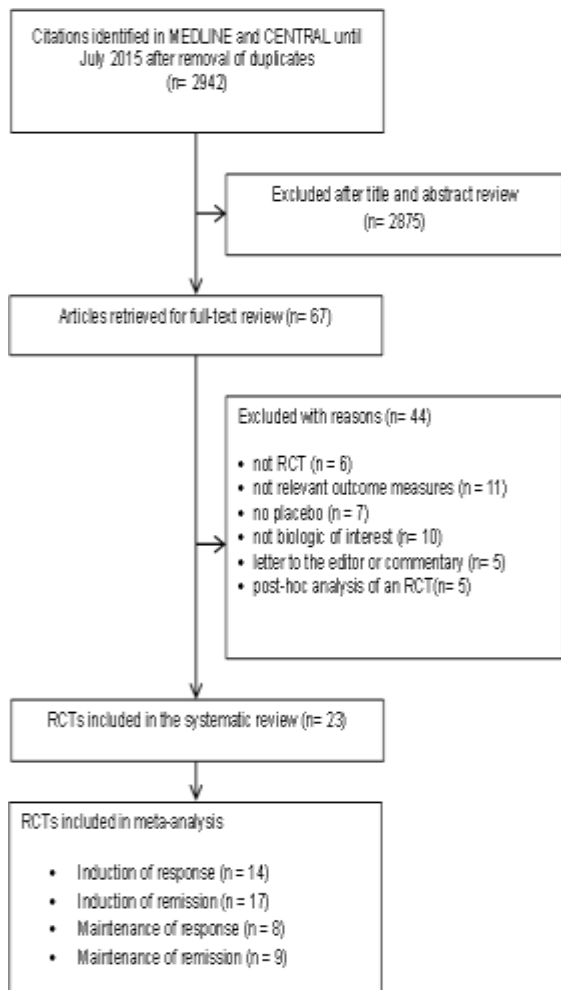 Citations identified in MEDLINE and CENTRAL until
July 2015 after removal of duplicates
(n= 2942)
Excluded after title and abstract review
(n= 2875)
Articles retrieved for full-text review (n= 67)
Excluded with reasons (n= 44)
• not RCT (n = 6)
• not relevant outcome measures (n = 11)
• no placebo (n = 7)
• not biologic of interest (n = 10)
• letter to the editor or commentary (n = 5)
• post-hoc analysis of an RCT(n= 5)
RCTs included in the systematic review (n= 23)
RCTs included in meta-analysis
• Induction of response (n = 14)
• Induction of remission (n = 17)
• Maintenance of response (n = 8)
• Maintenance of remission (n = 9)